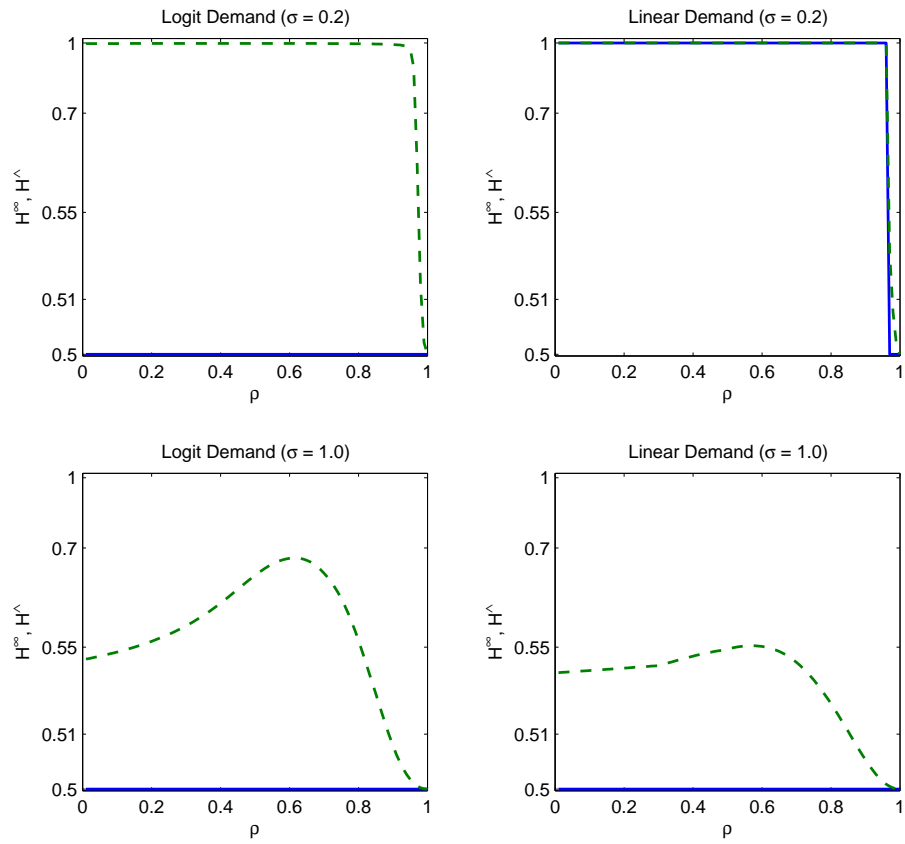 Logit Demand (σ = 0.2)
1
0.7
0.55
0.51
0.5
H^∞, H^^
0 0.2 0.4 0.6 0.8 1
ρ
Linear Demand (σ = 0.2)
1
0.7
0.55
0.51
0.5
H^∞, H^^
0 0.2 0.4 0.6 0.8 1
ρ
Logit Demand (σ = 1.0)
1
0.7
0.55
0.51
0.5
H^∞, H^^
0 0.2 0.4 0.6 0.8 1
ρ
Linear Demand (σ = 1.0)
1
0.7
0.55
0.51
0.5
H^∞, H^^
0 0.2 0.4 0.6 0.8 1
ρ